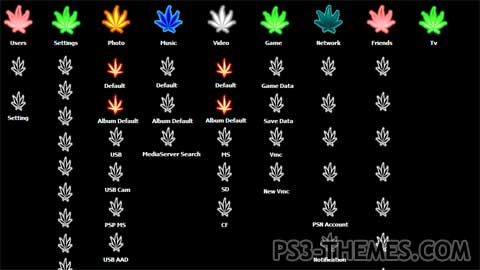 Users Settings Photo Music Video Game Network Friends Tv
Default Default Default Game Data
Setting Album Default Album Default Album Default Save Data
USB MediaServer Search MS Vmc
USB Cam SD New Vmc
PSP MS CF PSN Account
USB AAD Notification
PS3-THEMES.COM